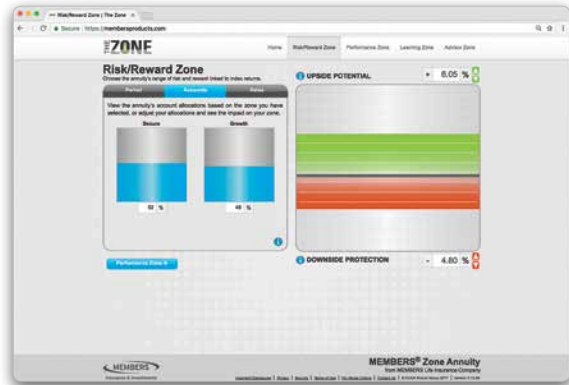 Risk/Reward Zone | The Zone
Secure | https://membersproducts.com
THE ZONE
Home Risk/Reward Zone Performance Zone Learning Zone Advisor Zone
Risk/Reward Zone
Choose the annuity's range of risk and reward linked to index returns.
Period Accounts Rates
View the annuity's account allocations based on the zone you have
selected, or adjust your allocations and see the impact on your zone.
Secure Growth
%
%
Performance Zone
UPSIDE POTENTIAL + 6.05 %
DOWNSIDE PROTECTION - 4.80 %
MEMBERS
Insurance & Investments
MEMBERS® Zone Annuity
from MEMBERS Life Insurance Company